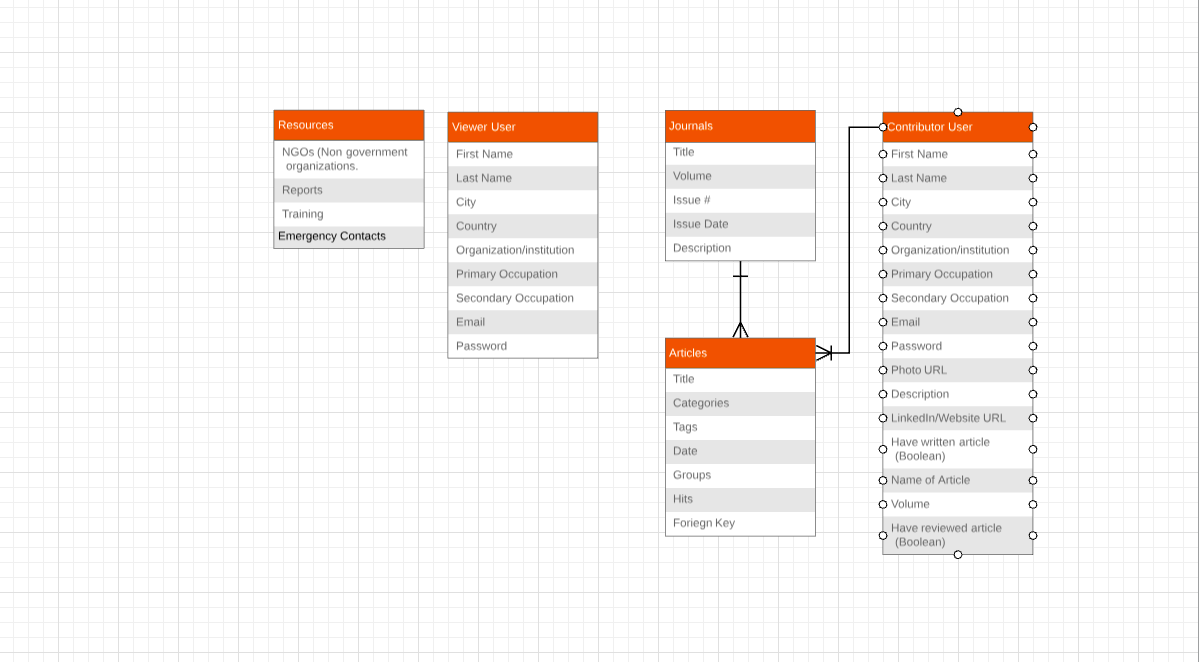 Resources
NGOs (Non government
organizations.
Reports
Training
Emergency Contacts
Viewer User
First Name
Last Name
City
Country
Organization/institution
Primary Occupation
Secondary Occupation
Email
Password
Journals
Title
Volume
Issue #
Issue Date
Description
Articles
Title
Categories
Tags
Date
Groups
Hits
Foriegn Key
Contributor User
First Name
Last Name
City
Country
Organization/institution
Primary Occupation
Secondary Occupation
Email
Password
Photo URL
Description
LinkedIn/Website URL
Have written article
(Boolean)
Name of Article
Volume
Have reviewed article
(Boolean)